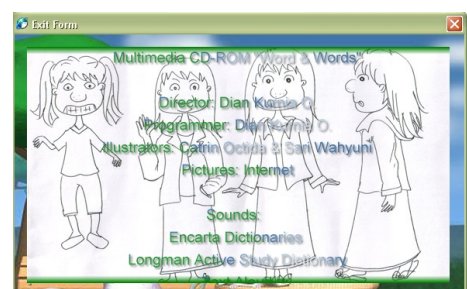 Exit Form
Multimedia CD-ROM "Word & Words"
Director: Dian Kurnia O.
Programmer: Dian Kurnia O.
Illustrators: Catrin Octida & Sari Wahyuni
Pictures: Internet
Sounds:
Encarta Dictionaries
Longman Active Study Dictionary